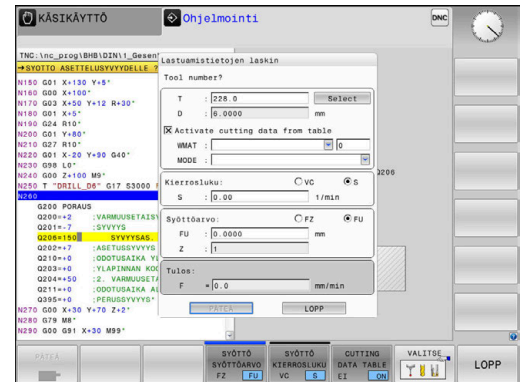 KÄSIKÄYTTÖ
Ohjelmointi
DNC
TNC:\nc_prog\BHB\DIN\1_Gesen
→SYOTTO ASETTELUSYVYYDELLE ?
N150 G01 X+130 Y+5*
N160 G00 X+100*
N170 G03 X+50 Y+12 R+30*
N180 G01 X+5*
N190 G24 R10*
N200 G01 Y+80*
N210 G27 R10*
N220 G01 X-20 Y+90 G40*
N230 G98 L0*
N240 G00 Z+100 M9*
N250 T "DRILL_D6" G17 S3000
N260
G200 PORAUS
Q200=+2 ;VARMUUSETAISY
Q201=-7 ;SYVYYS
Q206=150 SYVYYSAS.
Q202=+7 ;ASETUSSYVYYS
Q210=+0 ;ODOTUSAIKA YL
Q203=+0 ;YLAPINNAN KOO
Q204=+50 ;2. VARMUUSETA
Q211=+0 ;ODOTUSAIKA AL
Q395=+0 ;PERUSSYVYYS*
N270 G00 X+30 Y+70 Z+2*
N280 G79 M8*
N290 G00 G91 X+30 M99*
Lastuamistietojen laskin
Tool number?
T : 228.0 Select
D : 6.0000 mm
Activate cutting data from table
WMAT : 0
MODE :
Kierrosluku: VC S
S : 0.00 1/min
Syöttöarvo: FZ FU
FU : 0.0000 mm
Z : 1
Tulos:
F = 0.0 mm/min
PÄTEÄ LOPP
PÄTEÄ
SYÖTTÖ
SYÖTTÖARVO
FZ FU
SYÖTTÖ
KIERROSLUKU
VC S
CUTTING
DATA TABLE
EI ON
VALITSE
LOPP